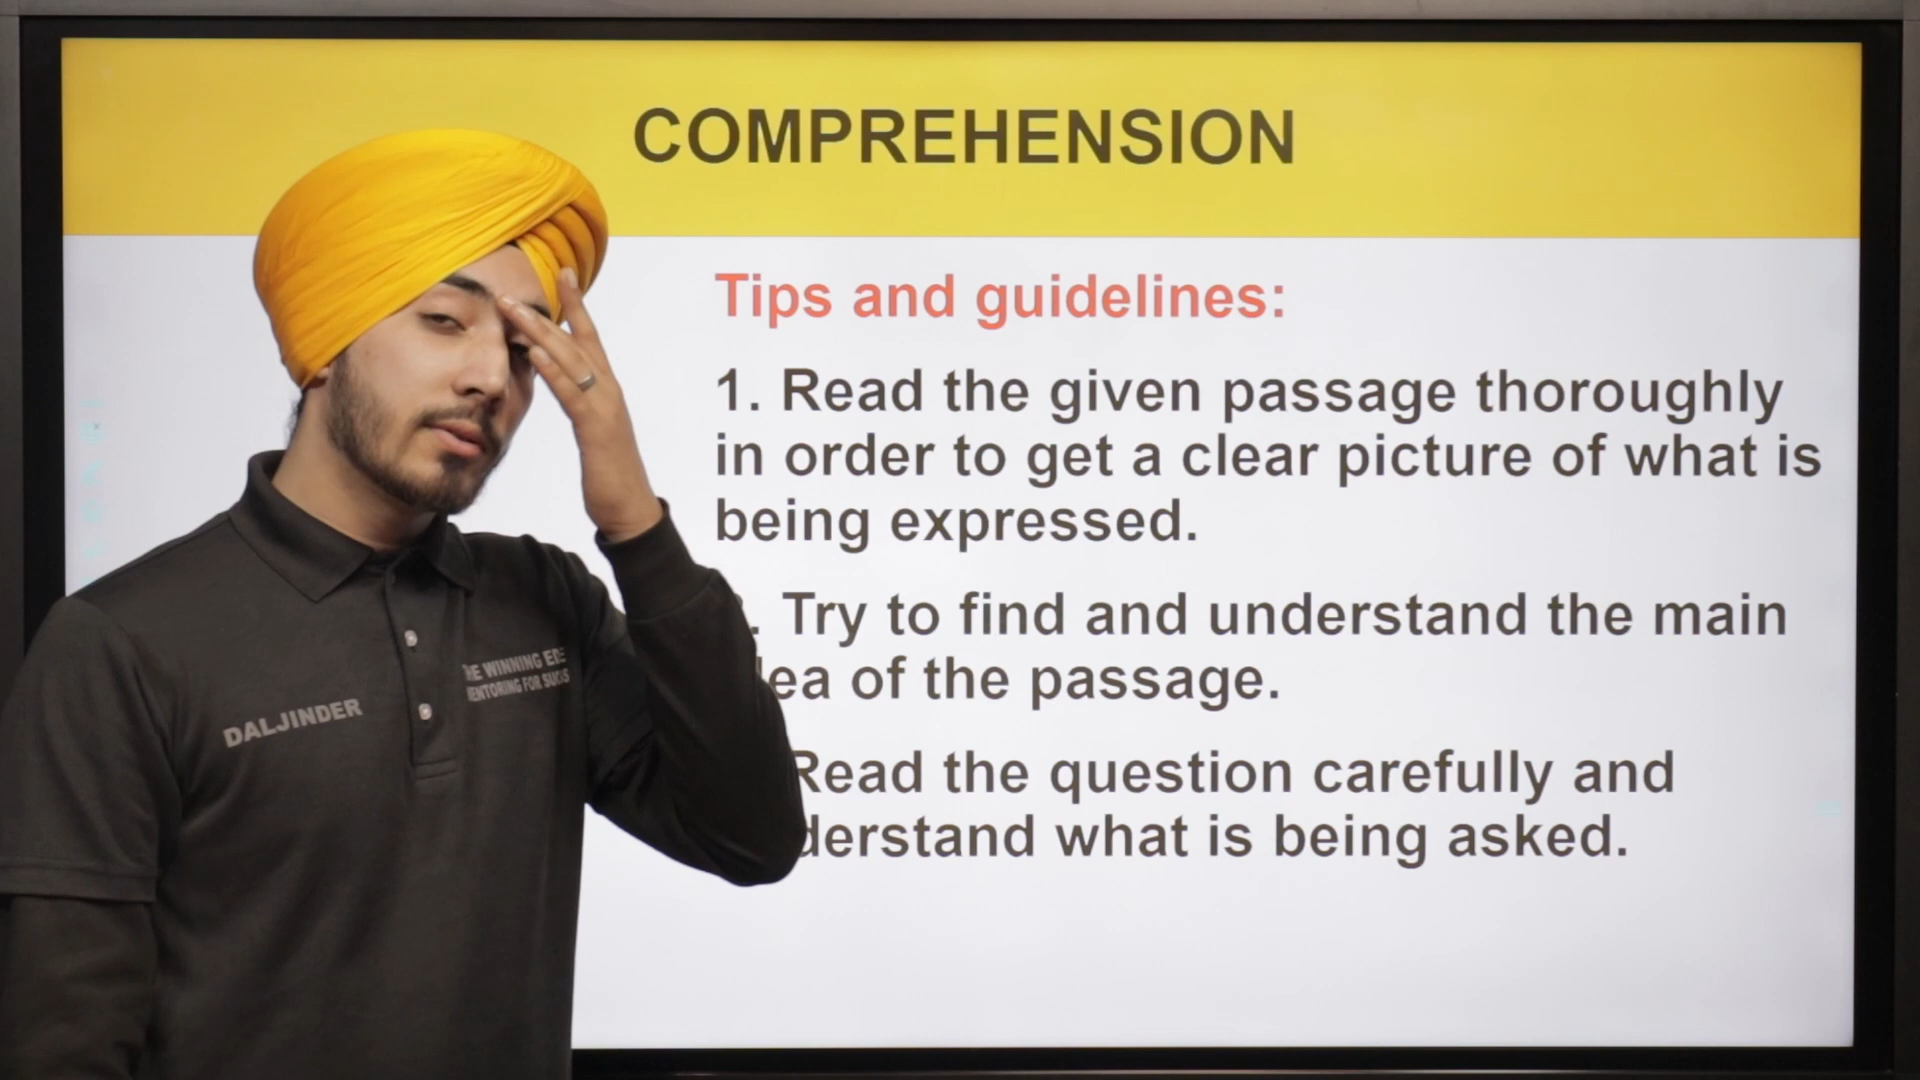 COMPREHENSION
Tips and guidelines:
1. Read the given passage thoroughly
in order to get a clear picture of what is
being expressed.
. Try to find and understand the main
of the passage.
Read the question carefully and
what is being asked.
DALJINDER
WINNING
FOR